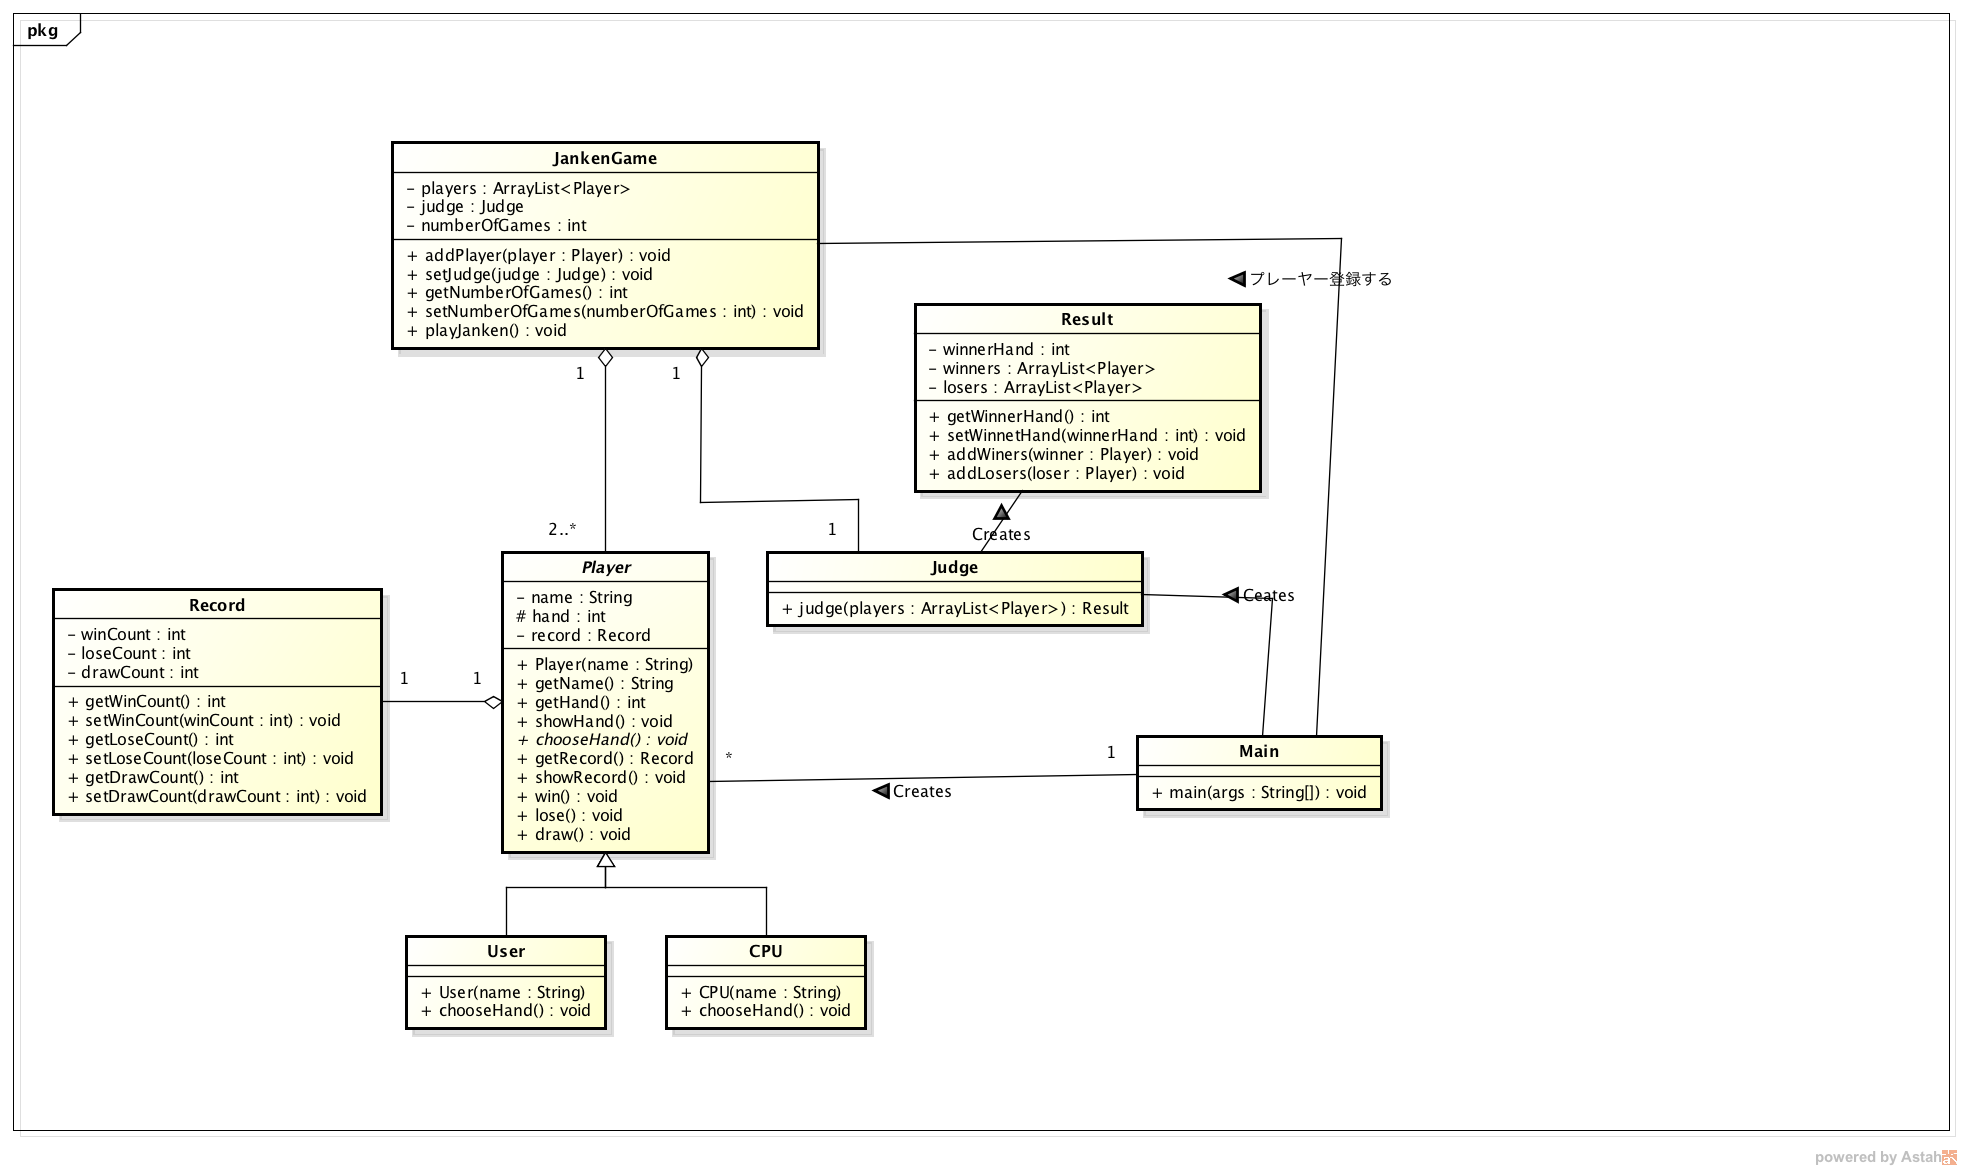 pkg
JankenGame
- players : ArrayList<Player>
- judge : Judge
- numberOfGames : int
+ addPlayer(player : Player) : void
+ setJudge(judge : Judge) : void
+ getNumberOfGames() : int
+ setNumberOfGames(numberOfGames : int) : void
+ playJanken() : void
プレーヤー登録する
Result
- winnerHand : int
- winners : ArrayList<Player>
- losers : ArrayList<Player>
+ getWinnerHand() : int
+ setWinnetHand(winnerHand : int) : void
+ addWiners(winner : Player) : void
+ addLosers(loser : Player) : void
1
1
2..*
1
Creates
Player
- name : String
# hand : int
- record : Record
+ Player(name : String)
+ getName() : String
+ getHand() : int
+ showHand() : void
+ chooseHand() : void
+ getRecord() : Record
+ showRecord() : void
+ win() : void
+ lose() : void
+ draw() : void
Judge
+ judge(players : ArrayList<Player>) : Result
Ceates
Record
- winCount : int
- loseCount : int
- drawCount : int
+ getWinCount() : int
+ setWinCount(winCount : int) : void
+ getLoseCount() : int
+ setLoseCount(loseCount : int) : void
+ getDrawCount() : int
+ setDrawCount(drawCount : int) : void
1
1
*
1
Creates
Main
+ main(args : String[]) : void
User
+ User(name : String)
+ chooseHand() : void
CPU
+ CPU(name : String)
+ chooseHand() : void
powered by Astah